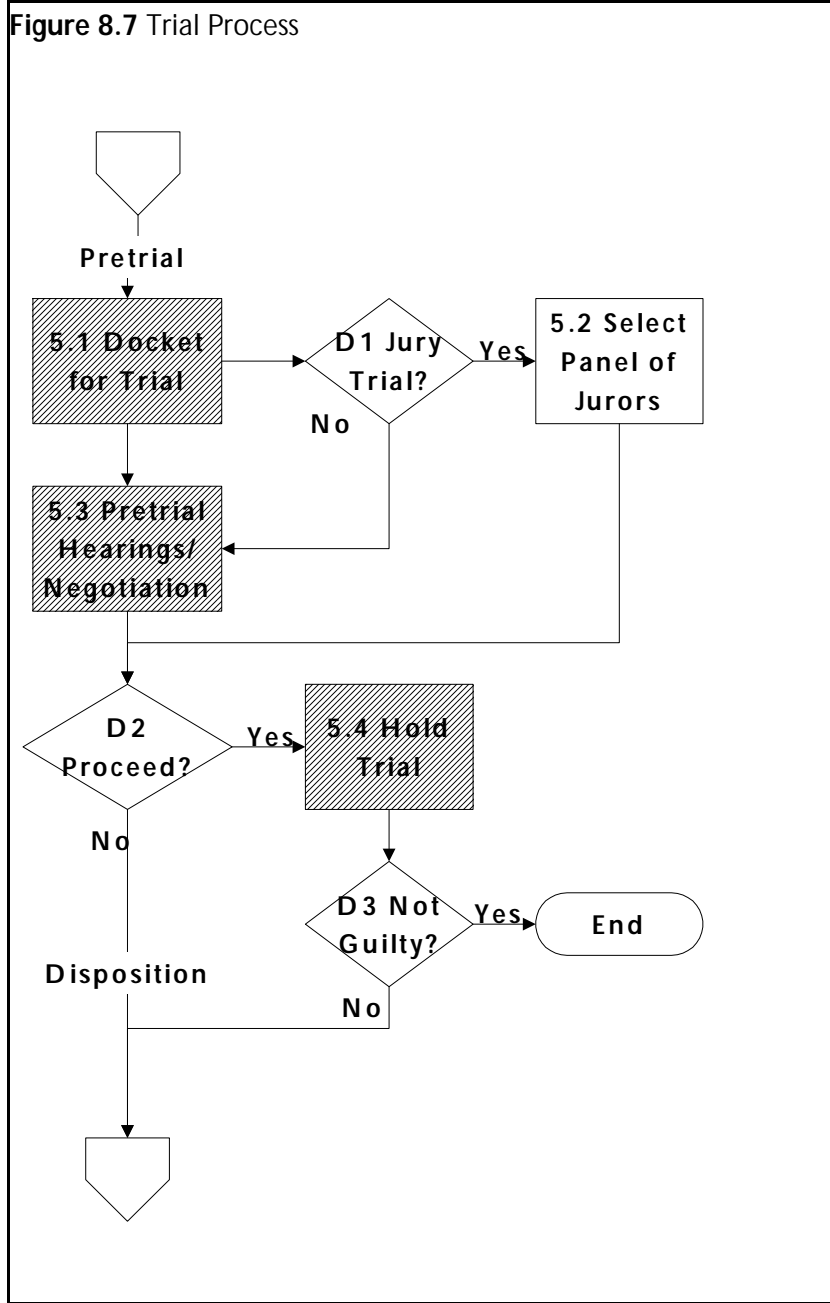 Figure 8.7 Trial Process
Pretrial
5.1 Docket
for Trial
D1 Jury
Trial?
Yes
No
5.2 Select
Panel of
Jurors
5.3 Pretrial
Hearings/
Negotiation
D2
Proceed?
Yes
No
5.4 Hold
Trial
D3 Not
Guilty?
Yes
No
End
Disposition